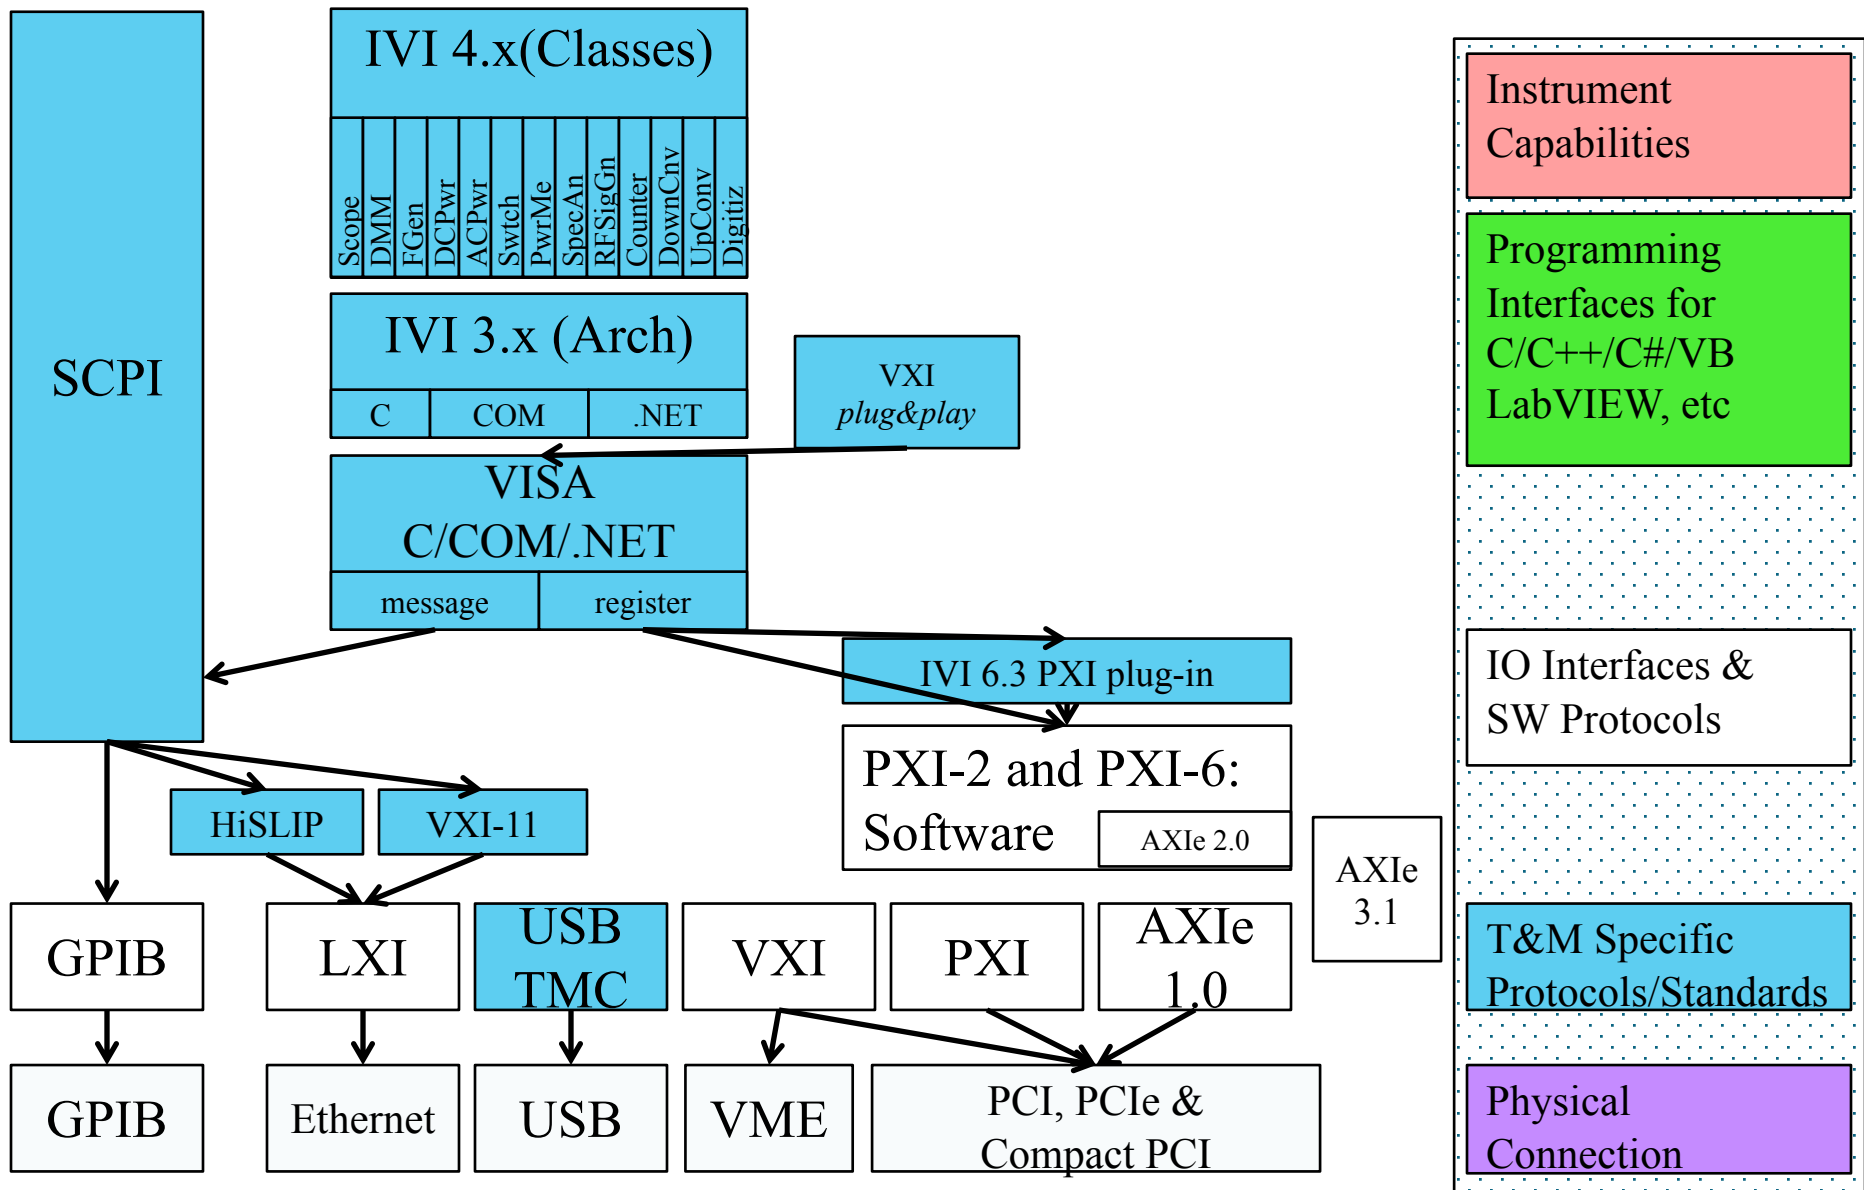 SCPI
IVI 4.x(Classes)
Scope
DMM
FGen
DCPwr
ACPwr
Swtch
PwrMe
SpecAn
RFSigGn
Counter
DownCnv
UpConv
Digitiz
IVI 3.x (Arch)
C
COM
.NET
VXI
plug&play
VISA
C/COM/.NET
message
register
IVI 6.3 PXI plug-in
PXI-2 and PXI-6:
Software
AXIe 2.0
HiSLIP
VXI-11
AXIe
3.1
GPIB
LXI
USB
TMC
VXI
PXI
AXIe
1.0
GPIB
Ethernet
USB
VME
PCI, PCIe &
Compact PCI
Instrument
Capabilities
Programming
Interfaces for
C/C++/C#/VB
LabVIEW, etc
IO Interfaces &
SW Protocols
T&M Specific
Protocols/Standards
Physical
Connection